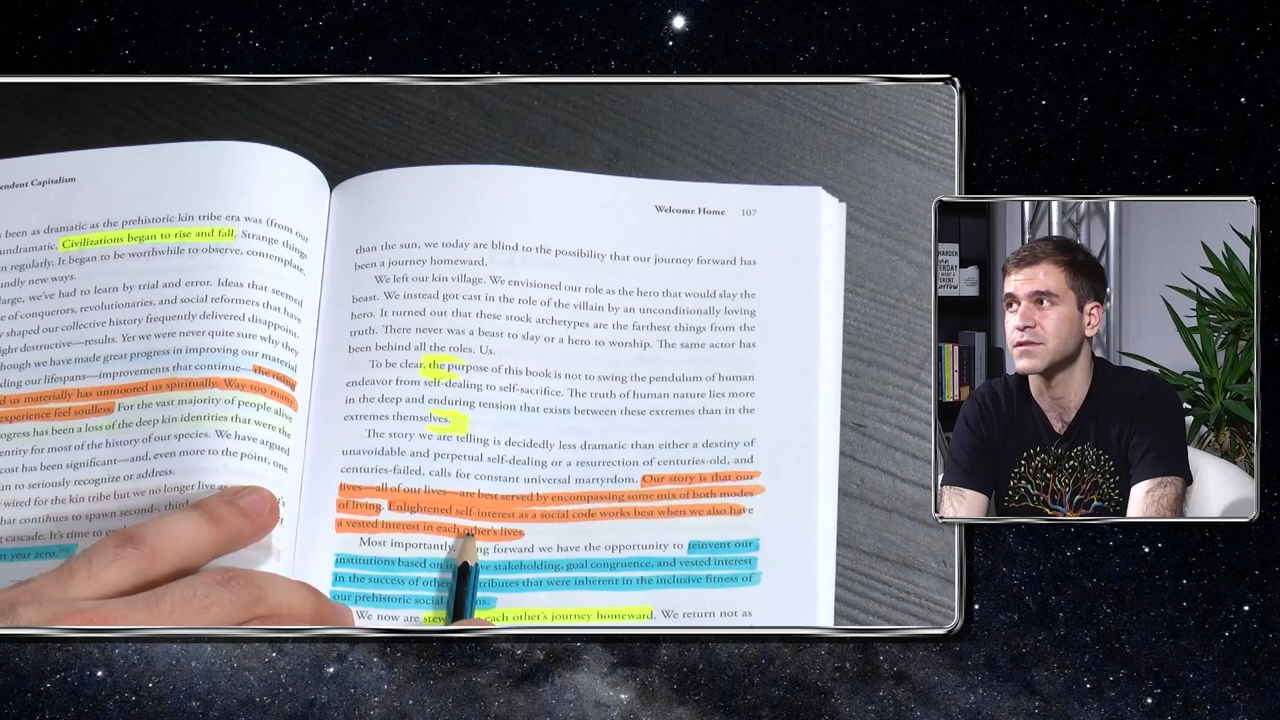 endent Capitalism
been as dramatic as the prehistoric kin tribe era was (from our
undramatic. Civilizations began to rise and fall. Strange things
n regularly. It began to be worthwhile to observe, contemplate,
undly new ways.
large, we've had to learn by trial and error. Ideas that seemed
e of conquerors, revolutionaries, and social reformers that have
shaped our collective history frequently delivered disappoint-
ight destructive—results. Yet we were never quite sure why they
hough we have made great progress in improving our material
ding our lifespans—improvements that continue—the rising
d us materially has unmoored us spiritually. Way too many
experience feel soulless. For the vast majority of people alive
ogress has been a loss of the deep kin identities that were the
entity for most of the history of our species. We have argued
cost has been significant—and, even more to the point, one
un to seriously recognize or address.
wired for the kin tribe but we no longer live as
hat continues to spawn second-, third
cascade. It's time to
t year zero. 102
Welcome Home 107
than the sun, we today are blind to the possibility that our journey forward has
been a journey homeward.
We left our kin village. We envisioned our role as the hero that would slay the
beast. We instead got cast in the role of the villain by an unconditionally loving
hero. It turned out that these stock archetypes are the farthest things from the
truth. There never was a beast to slay or a hero to worship. The same actor has
been behind all the roles. Us.
To be clear, the purpose of this book is not to swing the pendulum of human
endeavor from self-dealing to self-sacrifice. The truth of human nature lies more
in the deep and enduring tension that exists between these extremes than in the
extremes themselves.
The story we are telling is decidedly less dramatic than either a destiny of
unavoidable and perpetual self-dealing or a resurrection of centuries-old, and
centuries-failed, calls for constant universal martyrdom. Our story is that our
lives—all of our lives—are best served by encompassing some mix of both modes
of living. Enlightened self-interest as a social code works best when we also have
a vested interest in each other's lives.
Most importantly, ng forward we have the opportunity to reinvent our
institutions based on in ve stakeholding, goal congruence, and vested interest
in the success of other tributes that were inherent in the inclusive fitness of
our prehistoric social ms.
We now are stew each other's journey homeward. We return not as
HARDER